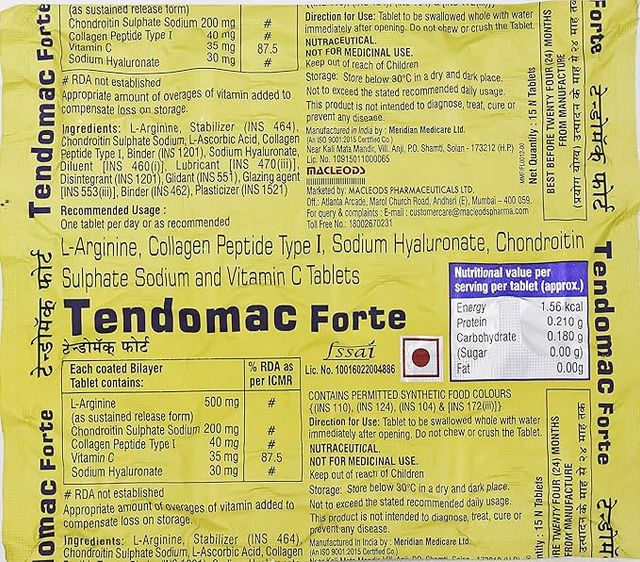 (as sustained release form)
Chondroitin Sulphate Sodium 200 mg #
Collagen Peptide Type I 40 mg #
Vitamin C 35 mg 87.5
Sodium Hyaluronate 30 mg #
# RDA not established
Appropriate amount of overages of vitamin added to
compensate loss on storage.
Ingredients: L-Arginine, Stabilizer (INS 464),
Chondroitin Sulphate Sodium, L-Ascorbic Acid, Collagen
Peptide Type I, Binder (INS 1201), Sodium Hyaluronate,
Diluent [INS 460(i)], Lubricant [INS 470(iii)],
Disintegrant (INS 1201), Glidant (INS 551), Glazing agent
[INS 553(iii)], Binder (INS 462), Plasticizer (INS 1521)
Recommended Usage :
One tablet per day or as recommended
Direction for Use: Tablet to be swallowed whole with water
immediately after opening. Do not chew or crush the Tablet.
NUTRACEUTICAL.
NOT FOR MEDICINAL USE.
Keep out of reach of Children
Storage: Store below 30°C in a dry and dark place.
Not to exceed the stated recommended daily usage.
This product is not intended to diagnose, treat, cure or
prevent any disease.
Manufactured in India by : Meridian Medicare Ltd.
(An ISO 9001:2015 Certified Co.)
Near Kali Mata Mandir, Vill. Anji, P.O. Shamti, Solan - 173212 (H.P.)
Lic. No. 10915011000065
MACLEODS
Marketed by: MACLEODS PHARMACEUTICALS LTD.
Off.: Atlanta Arcade, Marol Church Road, Andheri (E), Mumbai – 400 059.
For query & complaints : E-mail : customercare@macleodspharma.com
Toll Free No.: 18002670231
Net Quantity : 15 N Tablets
BEST BEFORE TWENTY FOUR (24) MONTHS
FROM MANUFACTURE
Tendomac Forte
टेन्डोमॅक फोर्ट
Forte टेन्डोमॅक फोर्ट
L-Arginine, Collagen Peptide Type I, Sodium Hyaluronate, Chondroitin
Sulphate Sodium and Vitamin C Tablets
Tendomac Forte
टेन्डोमॅक फोर्ट
fssai
Lic. No. 10016022004886
Nutritional value per
serving per tablet (approx.)
Energy 1.56 kcal
Protein 0.210 g
Carbohydrate 0.180 g
(Sugar 0.00 g)
Fat 0.00g
Tendomac Forte
Each coated Bilayer
Tablet contains:
% RDA as
per ICMR
L-Arginine 500 mg #
(as sustained release form)
Chondroitin Sulphate Sodium 200 mg #
Collagen Peptide Type I 40 mg #
Vitamin C 35 mg 87.5
Sodium Hyaluronate 30 mg #
# RDA not established
Appropriate amount of overages of vitamin added to
compensate loss on storage.
Ingredients: L-Arginine, Stabilizer (INS 464),
Chondroitin Sulphate Sodium, L-Ascorbic Acid, Collagen
CONTAINS PERMITTED SYNTHETIC FOOD COLOURS
{(INS 110), (INS 124), (INS 104) & [INS 172(iii)]}
Direction for Use: Tablet to be swallowed whole with water
immediately after opening. Do not chew or crush the Tablet.
NUTRACEUTICAL.
NOT FOR MEDICINAL USE.
Keep out of reach of Children
Storage: Store below 30°C in a dry and dark place.
Not to exceed the stated recommended daily usage.
This product is not intended to diagnose, treat, cure or
prevent any disease.
Manufactured in India by : Meridian Medicare Ltd.
(An ISO 9001:2015 Certified Co.)
15 N Tablets
RE TWENTY FOUR (24) MONTHS
FROM MANUFACTURE
omac Forte